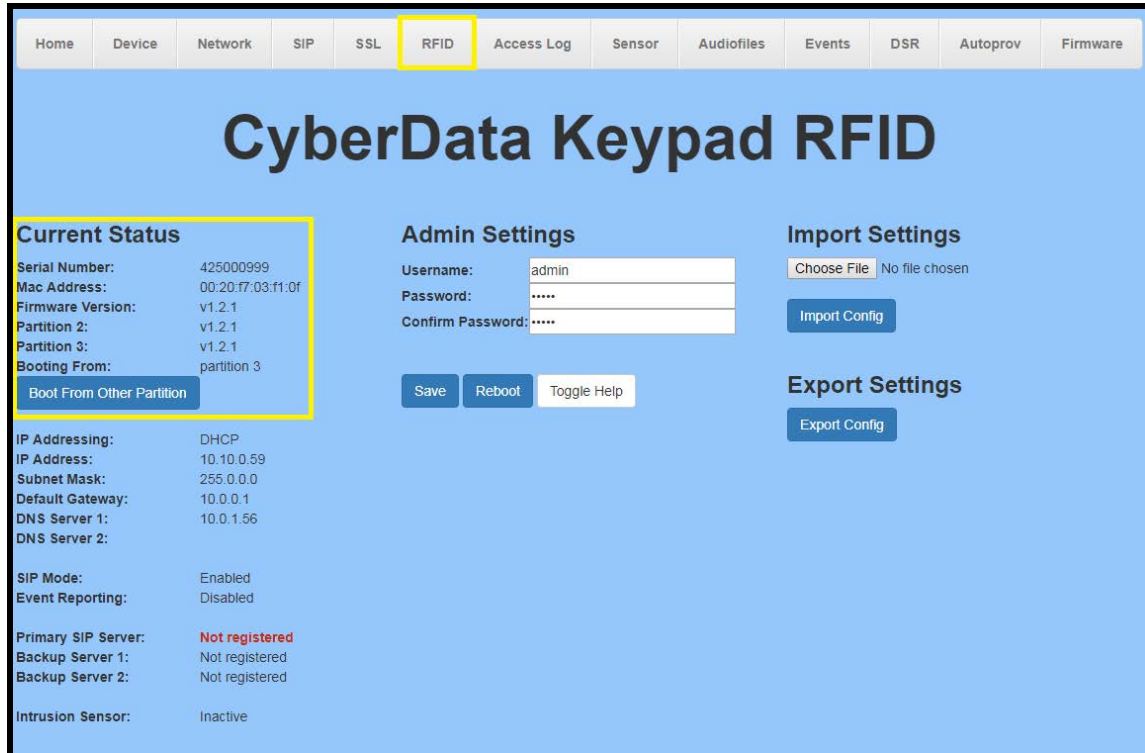 Home Device Network SIP SSL RFID Access Log Sensor Audiofiles Events DSR Autoprov Firmware
CyberData Keypad RFID
Current Status
Serial Number: 425000999
Mac Address: 00:20:f7:03:f1:0f
Firmware Version: v1.2.1
Partition 2: v1.2.1
Partition 3: v1.2.1
Booting From: partition 3
Boot From Other Partition
IP Addressing: DHCP
IP Address: 10.10.0.59
Subnet Mask: 255.0.0.0
Default Gateway: 10.0.0.1
DNS Server 1: 10.0.1.56
DNS Server 2:
SIP Mode: Enabled
Event Reporting: Disabled
Primary SIP Server: Not registered
Backup Server 1: Not registered
Backup Server 2: Not registered
Intrusion Sensor: Inactive
Admin Settings
Username: admin
Password: •••••
Confirm Password: •••••
Save Reboot Toggle Help
Import Settings
Choose File No file chosen
Import Config
Export Settings
Export Config